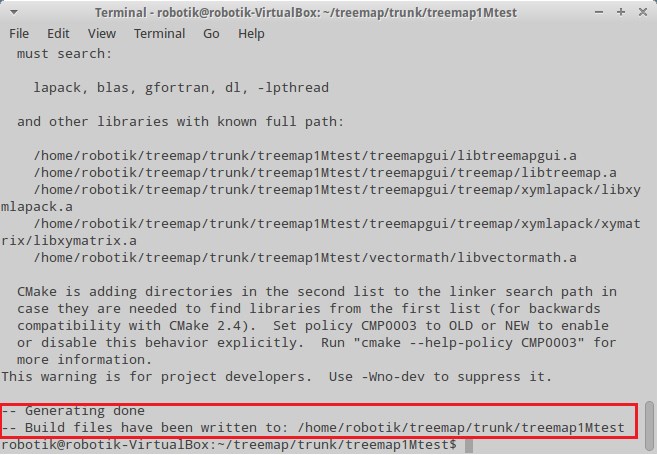 Terminal - robotik@robotik-VirtualBox: ~/treemap/trunk/treemap1Mtest
File Edit View Terminal Go Help
must search:
lapack, blas, gfortran, dl, -lpthread
and other libraries with known full path:
/home/robotik/treemap/trunk/treemap1Mtest/treemapgui/libtreemapgui.a
/home/robotik/treemap/trunk/treemap1Mtest/treemapgui/treemap/libtreemap.a
/home/robotik/treemap/trunk/treemap1Mtest/treemapgui/treemap/xymlapack/libxy
mlapack.a
/home/robotik/treemap/trunk/treemap1Mtest/treemapgui/treemap/xymlapack/xymat
rix/libxymatrix.a
/home/robotik/treemap/trunk/treemap1Mtest/vectormath/libvectormath.a
CMake is adding directories in the second list to the linker search path in
case they are needed to find libraries from the first list (for backwards
compatibility with CMake 2.4).  Set policy CMP0003 to OLD or NEW to enable
or disable this behavior explicitly.  Run "cmake --help-policy CMP0003" for
more information.
This warning is for project developers.  Use -Wno-dev to suppress it.
-- Generating done
-- Build files have been written to: /home/robotik/treemap/trunk/treemap1Mtest
robotik@robotik-VirtualBox:~/treemap/trunk/treemap1Mtest$